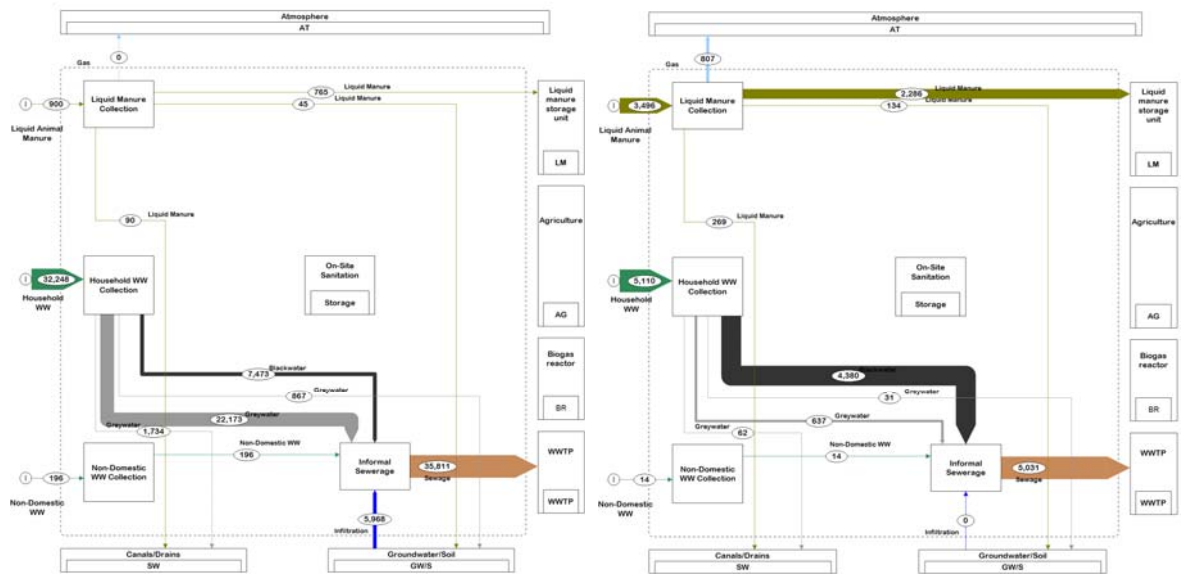 Atmosphere
AT
0
Gas
Liquid Manure
Collection
I
900
Liquid Animal
Manure
765
Liquid Manure
45
Liquid Manure
Liquid
manure
storage
unit
LM
90
Liquid Manure
Agriculture
AG
I
32,248
Household
WW
Household WW
Collection
On-Site
Sanitation
Storage
Biogas
reactor
BR
Blackwater
7,473
Greywater
867
Greywater
22,173
Greywater
1,734
Non-Domestic WW
196
I
196
Non-Domestic
WW
Non-Domestic
WW Collection
Informal
Sewerage
35,811
Sewage
WWTP
WWTP
5,968
Infiltration
Canals/Drains
SW
Groundwater/Soil
GW/S
Atmosphere
AT
807
Gas
Liquid Manure
Collection
I
3,496
Liquid Animal
Manure
2,286
Liquid Manure
134
Liquid Manure
Liquid
manure
storage
unit
LM
269
Liquid Manure
Agriculture
AG
I
5,110
Household
WW
Household WW
Collection
On-Site
Sanitation
Storage
Biogas
reactor
BR
Blackwater
4,380
Greywater
31
Greywater
637
Greywater
62
Non-Domestic WW
14
I
14
Non-Domestic
WW
Non-Domestic
WW Collection
Informal
Sewerage
5,031
Sewage
WWTP
WWTP
0
Infiltration
Canals/Drains
SW
Groundwater/Soil
GW/S